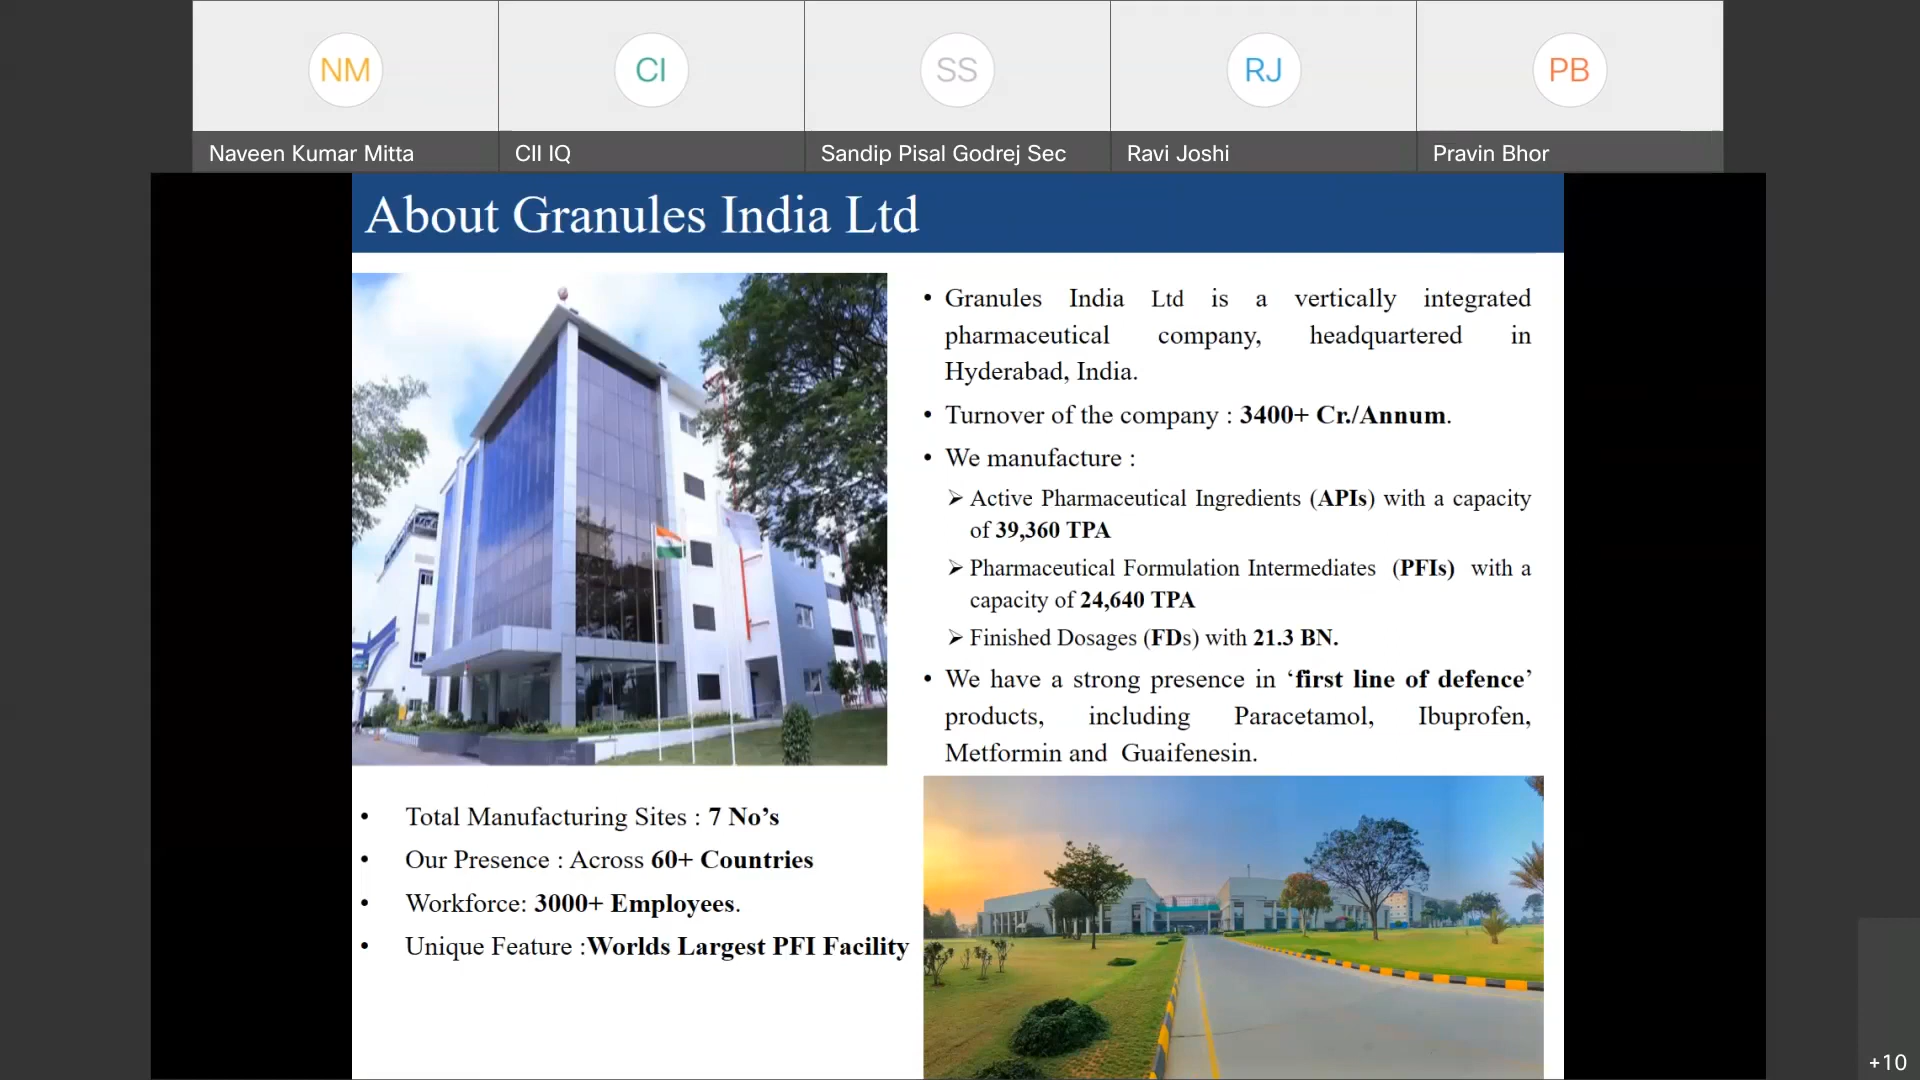 NM
CI
SS
RJ
PB
Naveen Kumar Mitta
CII IQ
Sandip Pisal Godrej Sec
Ravi Joshi
Pravin Bhor
About Granules India Ltd
• Granules India Ltd is a vertically integrated
pharmaceutical company, headquartered in
Hyderabad, India.
• Turnover of the company : 3400+ Cr./Annum.
• We manufacture :
➢ Active Pharmaceutical Ingredients (APIs) with a capacity
of 39,360 TPA
➢ Pharmaceutical Formulation Intermediates (PFIs) with a
capacity of 24,640 TPA
➢ Finished Dosages (FDs) with 21.3 BN.
• We have a strong presence in ‘first line of defence’
products, including Paracetamol, Ibuprofen,
Metformin and Guaifenesin.
• Total Manufacturing Sites : 7 No’s
• Our Presence : Across 60+ Countries
• Workforce: 3000+ Employees.
• Unique Feature :Worlds Largest PFI Facility
+10